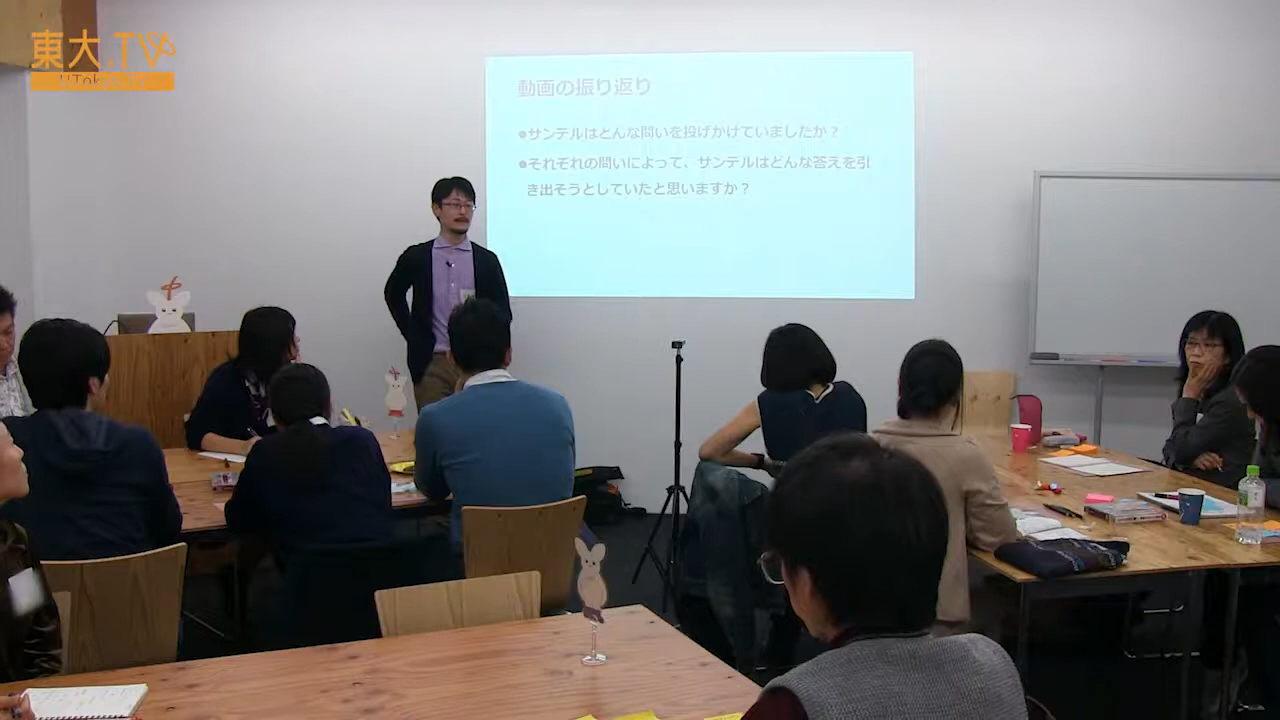 東大.TV
UTokyo TV
動画の振り返り
●サンデルはどんな問いを投げかけていましたか？
●それぞれの問いによって、サンデルはどんな答えを引
き出そうとしていたと思いますか？